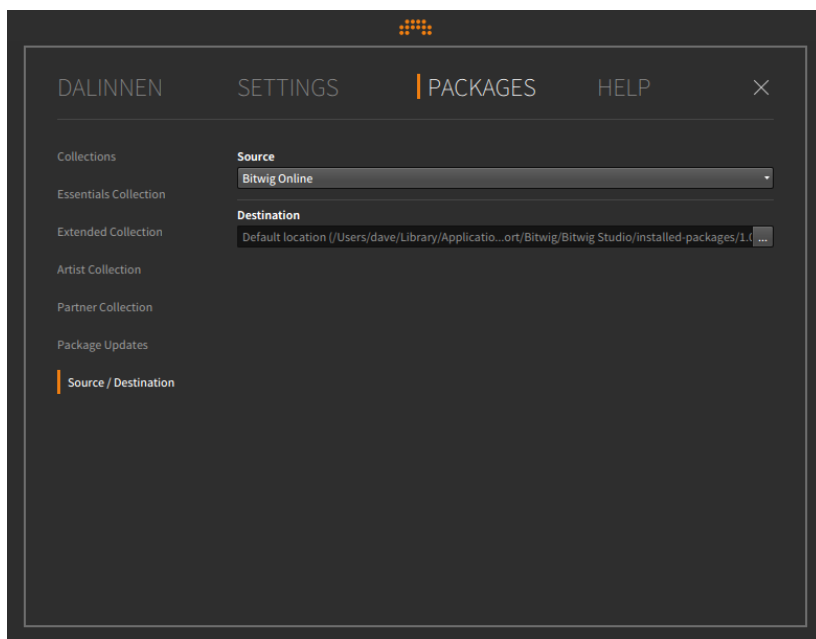 DALINNEN SETTINGS PACKAGES HELP
Collections
Essentials Collection
Extended Collection
Artist Collection
Partner Collection
Package Updates
Source / Destination
Source
Bitwig Online
Destination
Default location (/Users/dave/Library/Applicatio...ort/Bitwig/Bitwig Studio/installed-packages/1.0 ...